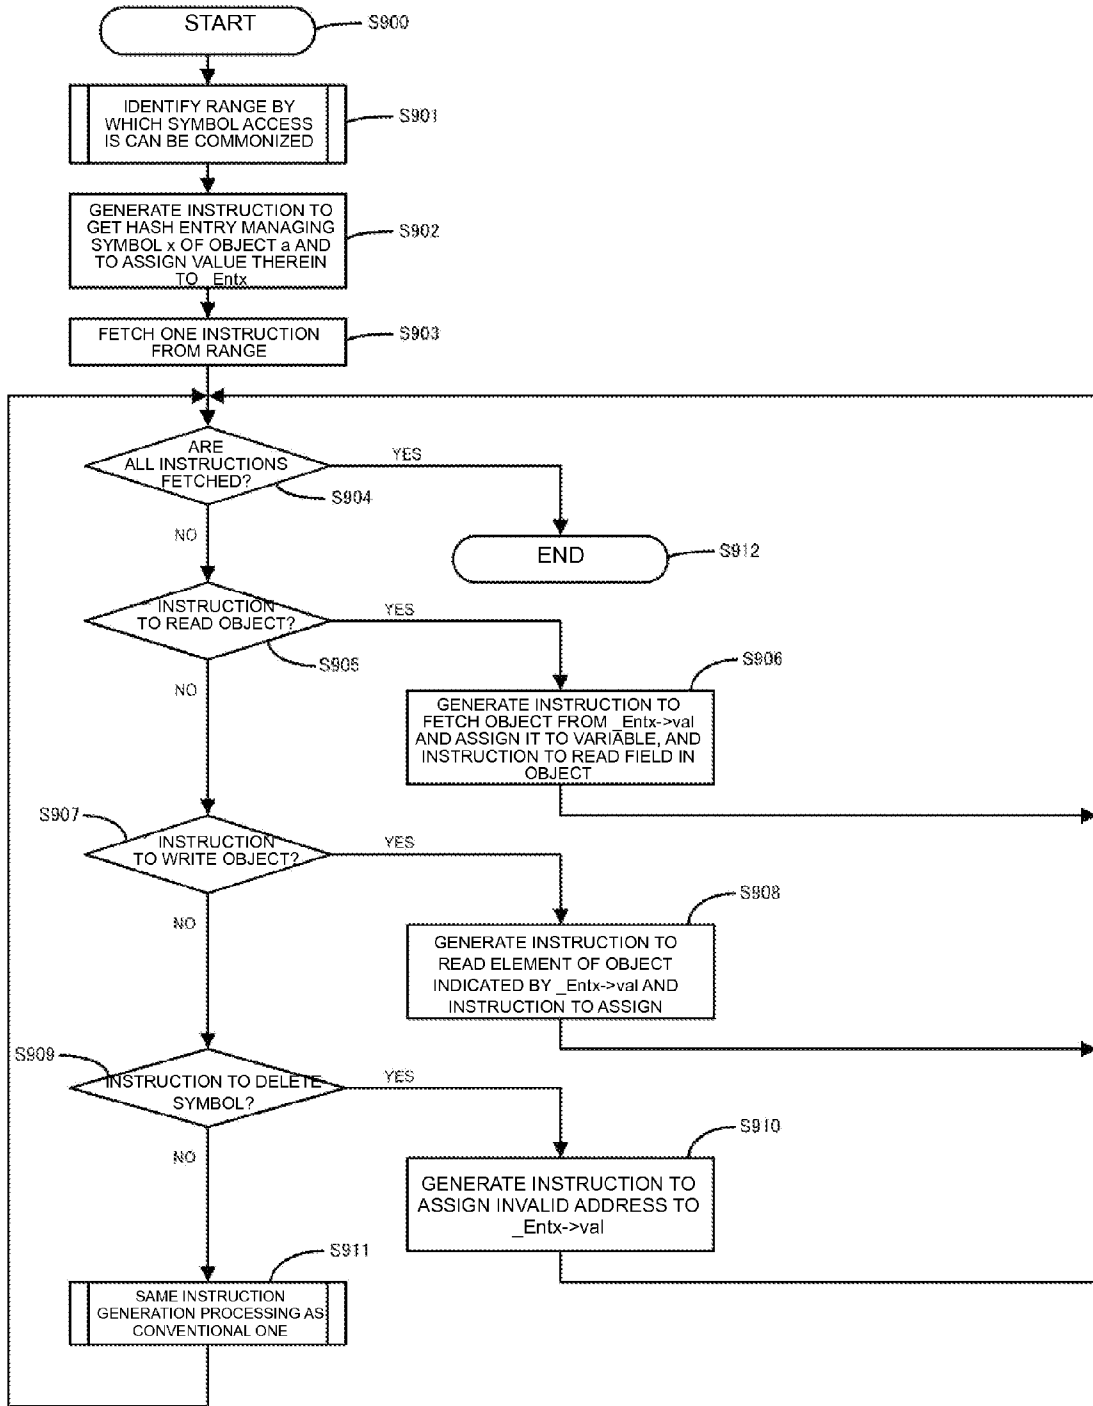 START
S900
IDENTIFY RANGE BY
WHICH SYMBOL ACCESS
IS CAN BE COMMONIZED
S901
GENERATE INSTRUCTION TO
GET HASH ENTRY MANAGING
SYMBOL x OF OBJECT a AND
TO ASSIGN VALUE THEREIN
TO _Entx
S902
FETCH ONE INSTRUCTION
FROM RANGE
S903
ARE
ALL INSTRUCTIONS
FETCHED?
YES
S904
NO
END
S912
INSTRUCTION
TO READ OBJECT?
YES
S905
NO
S906
GENERATE INSTRUCTION TO
FETCH OBJECT FROM _Entx->val
AND ASSIGN IT TO VARIABLE, AND
INSTRUCTION TO READ FIELD IN
OBJECT
S907
INSTRUCTION
TO WRITE OBJECT?
YES
NO
S908
GENERATE INSTRUCTION TO
READ ELEMENT OF OBJECT
INDICATED BY _Entx->val AND
INSTRUCTION TO ASSIGN
S909
INSTRUCTION TO DELETE
SYMBOL?
YES
NO
S910
GENERATE INSTRUCTION TO
ASSIGN INVALID ADDRESS TO
_Entx->val
S911
SAME INSTRUCTION
GENERATION PROCESSING AS
CONVENTIONAL ONE